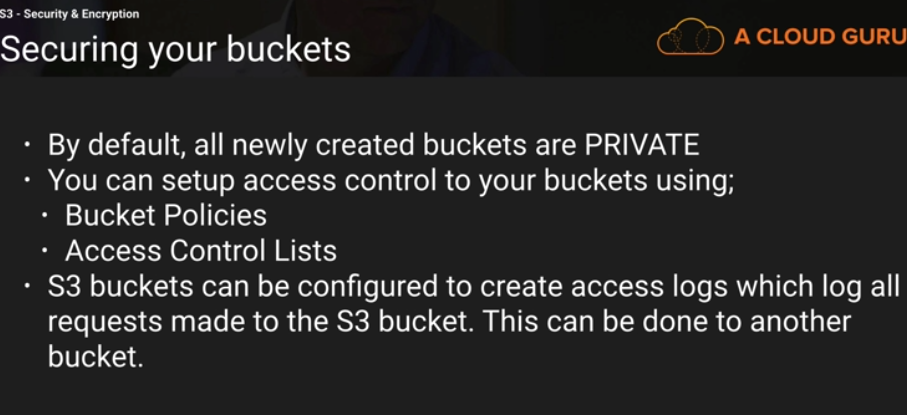 S3 - Security & Encryption
Securing your buckets
A CLOUD GURU
· By default, all newly created buckets are PRIVATE
· You can setup access control to your buckets using;
· Bucket Policies
· Access Control Lists
· S3 buckets can be configured to create access logs which log all
requests made to the S3 bucket. This can be done to another
bucket.